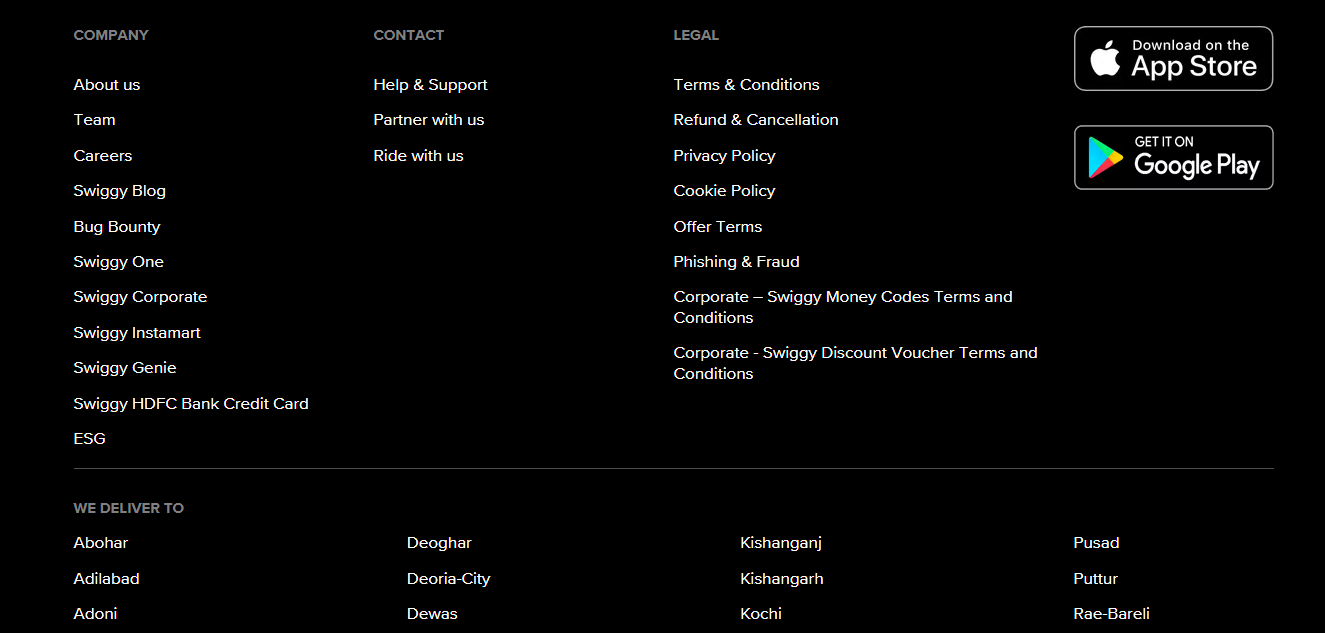 COMPANY
About us
Team
Careers
Swiggy Blog
Bug Bounty
Swiggy One
Swiggy Corporate
Swiggy Instamart
Swiggy Genie
Swiggy HDFC Bank Credit Card
ESG
CONTACT
Help & Support
Partner with us
Ride with us
LEGAL
Terms & Conditions
Refund & Cancellation
Privacy Policy
Cookie Policy
Offer Terms
Phishing & Fraud
Corporate – Swiggy Money Codes Terms and
Conditions
Corporate - Swiggy Discount Voucher Terms and
Conditions
Download on the
App Store
GET IT ON
Google Play
WE DELIVER TO
Abohar
Adilabad
Adoni
Deoghar
Deoria-City
Dewas
Kishanganj
Kishangarh
Kochi
Pusad
Puttur
Rae-Bareli